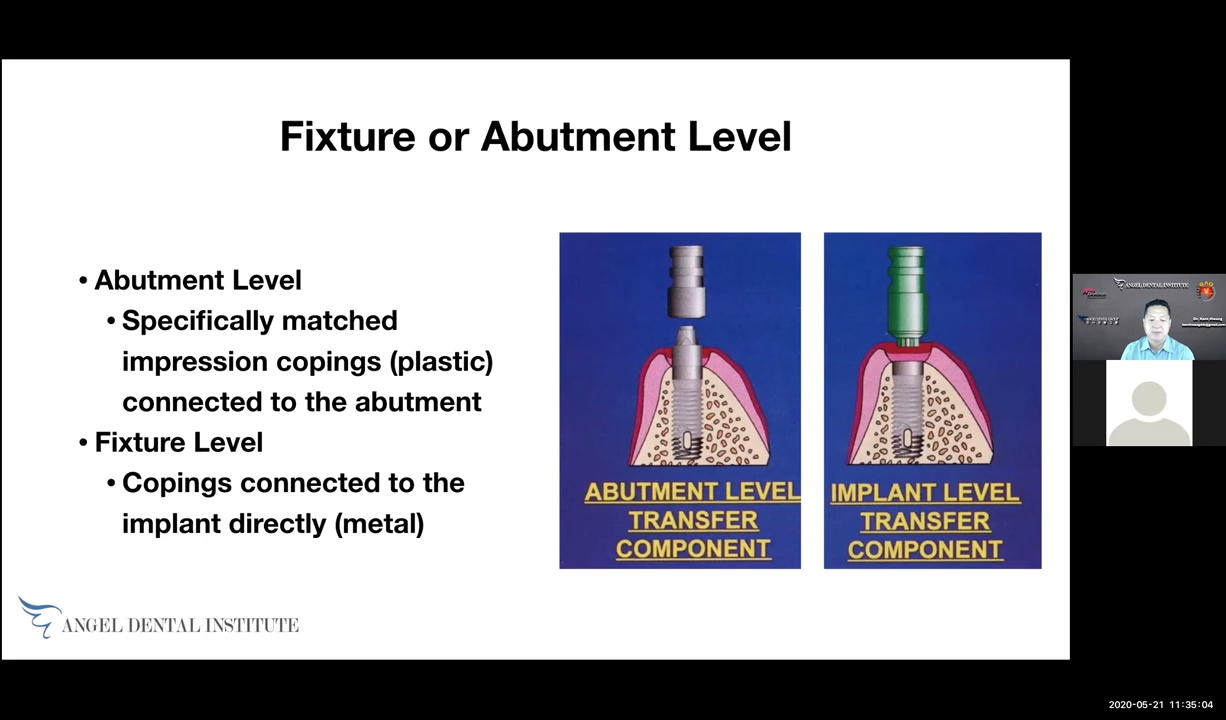 Fixture or Abutment Level
• Abutment Level
• Specifically matched
impression copings (plastic)
connected to the abutment
• Fixture Level
• Copings connected to the
implant directly (metal)
ABUTMENT LEVEL
TRANSFER
COMPONENT
IMPLANT LEVEL
TRANSFER
COMPONENT
ANGEL DENTAL INSTITUTE
ANGEL DENTAL INSTITUTE
2020-05-21 11:35:04